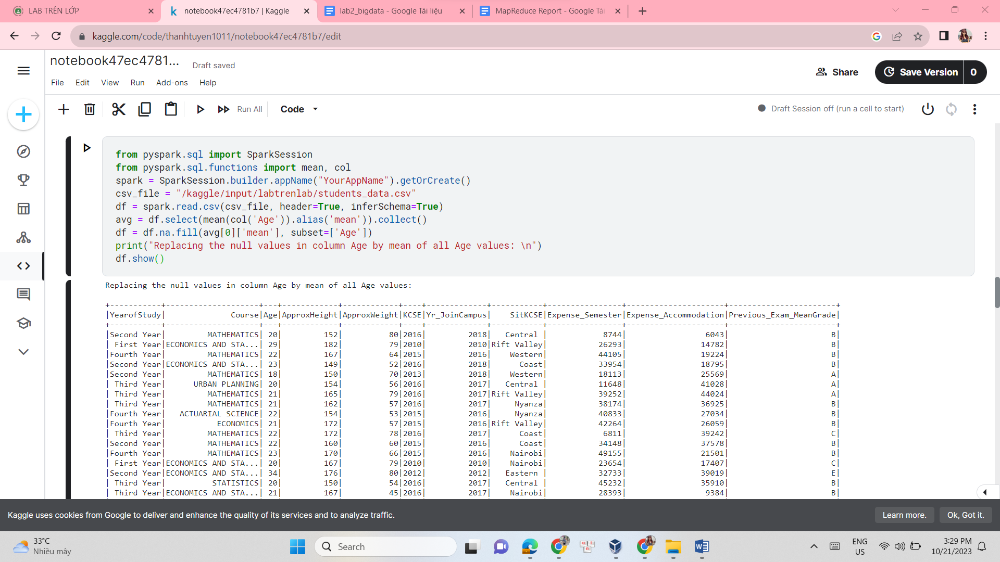 LAB TRÊN LỚP
notebook47ec4781b7 | Kaggle
lab2_bigdata - Google Tài liệu
MapReduce Report - Google Tài
kaggle.com/code/thanhtuyen1011/notebook47ec4781b7/edit
notebook47ec4781...
Draft saved
File Edit View Run Add-ons Help
Share
Save Version 0
Run All
Code
Draft Session off (run a cell to start)
from pyspark.sql import SparkSession
from pyspark.sql.functions import mean, col
spark = SparkSession.builder.appName("YourAppName").getOrCreate()
csv_file = "/kaggle/input/labtrenlab/students_data.csv"
df = spark.read.csv(csv_file, header=True, inferSchema=True)
avg = df.select(mean(col('Age')).alias('mean')).collect()
df = df.na.fill(avg[0]['mean'], subset=['Age'])
print("Replacing the null values in column Age by mean of all Age values: \n")
df.show()
Replacing the null values in column Age by mean of all Age values:
+-----------+--------------------+---+------------+------------+----+-------------+-----------+----------------+---------------------+-----------------------+
|YearofStudy|              Course|Age|ApproxHeight|ApproxWeight|KCSE|Yr_JoinCampus|    SitKCSE|Expense_Semester|Expense_Accommodation|Previous_Exam_MeanGrade|
+-----------+--------------------+---+------------+------------+----+-------------+-----------+----------------+---------------------+-----------------------+
|Second Year|         MATHEMATICS| 20|         152|          80|2016|         2018|   Central |            8744|                 6043|                      B|
| First Year|ECONOMICS AND STA...| 29|         182|          79|2010|         2010|Rift Valley|           26293|                14782|                      B|
|Fourth Year|         MATHEMATICS| 22|         167|          64|2015|         2016|    Western|           44105|                19224|                      B|
|Second Year|ECONOMICS AND STA...| 23|         149|          52|2016|         2018|      Coast|           33954|                18795|                      B|
|Second Year|         MATHEMATICS| 18|         150|          70|2013|         2018|    Western|           18113|                25569|                      A|
| Third Year|      URBAN PLANNING| 20|         154|          56|2016|         2017|   Central |           11648|                41028|                      A|
| Third Year|         MATHEMATICS| 21|         165|          79|2016|         2017|Rift Valley|           39252|                44024|                      A|
| Third Year|         MATHEMATICS| 21|         162|          57|2016|         2017|     Nyanza|           38174|                36925|                      B|
|Fourth Year|   ACTUARIAL SCIENCE| 22|         154|          53|2015|         2016|     Nyanza|           40833|                27034|                      B|
|Fourth Year|           ECONOMICS| 21|         172|          57|2015|         2016|Rift Valley|           42264|                26059|                      B|
| Third Year|         MATHEMATICS| 22|         172|          78|2016|         2017|      Coast|            6811|                39242|                      C|
|Second Year|         MATHEMATICS| 22|         160|          60|2015|         2016|      Coast|           34148|                37578|                      B|
|Fourth Year|         MATHEMATICS| 23|         170|          66|2015|         2016|    Nairobi|           49155|                21501|                      B|
| First Year|ECONOMICS AND STA...| 20|         167|          79|2010|         2010|    Nairobi|           23654|                17407|                      C|
|Second Year|ECONOMICS AND STA...| 34|         176|          80|2012|         2012|   Eastern |           32733|                39019|                      E|
| Third Year|          STATISTICS| 20|         150|          54|2016|         2017|   Central |           45232|                35910|                      B|
| Third Year|ECONOMICS AND STA...| 21|         167|          45|2016|         2017|    Nairobi|           28393|                 9384|                      B|
Kaggle uses cookies from Google to deliver and enhance the quality of its services and to analyze traffic.
Learn more.
Ok, Got it.
33°C
Nhiều mây
Search
ENG
US
3:29 PM
10/21/2023